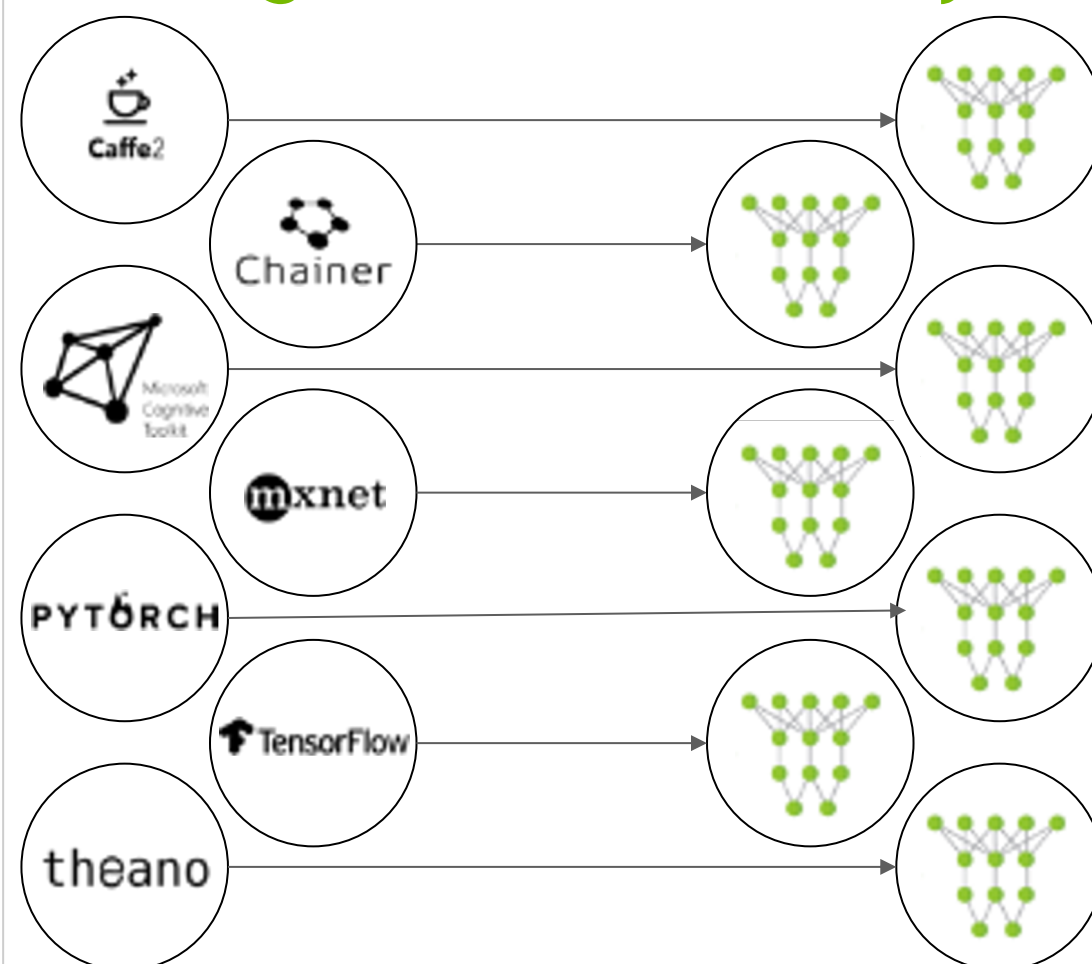 Caffe2
Chainer
Microsoft
Cognitive
Toolkit
mxnet
PYTORCH
TensorFlow
theano